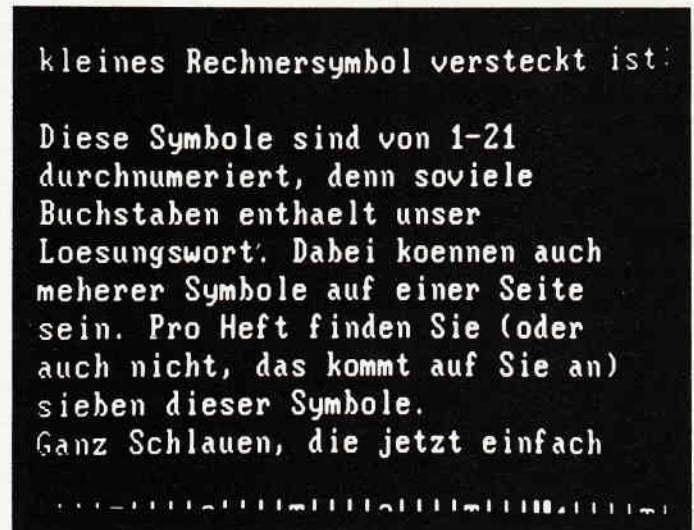 kleines Rechnersymbol versteckt ist:
Diese Symbole sind von 1-21
durchnumeriert, denn soviele
Buchstaben enthaelt unser
Loesungswort. Dabei koennen auch
meherer Symbole auf einer Seite
sein. Pro Heft finden Sie (oder
auch nicht, das kommt auf Sie an)
sieben dieser Symbole.
Ganz Schlauen, die jetzt einfach